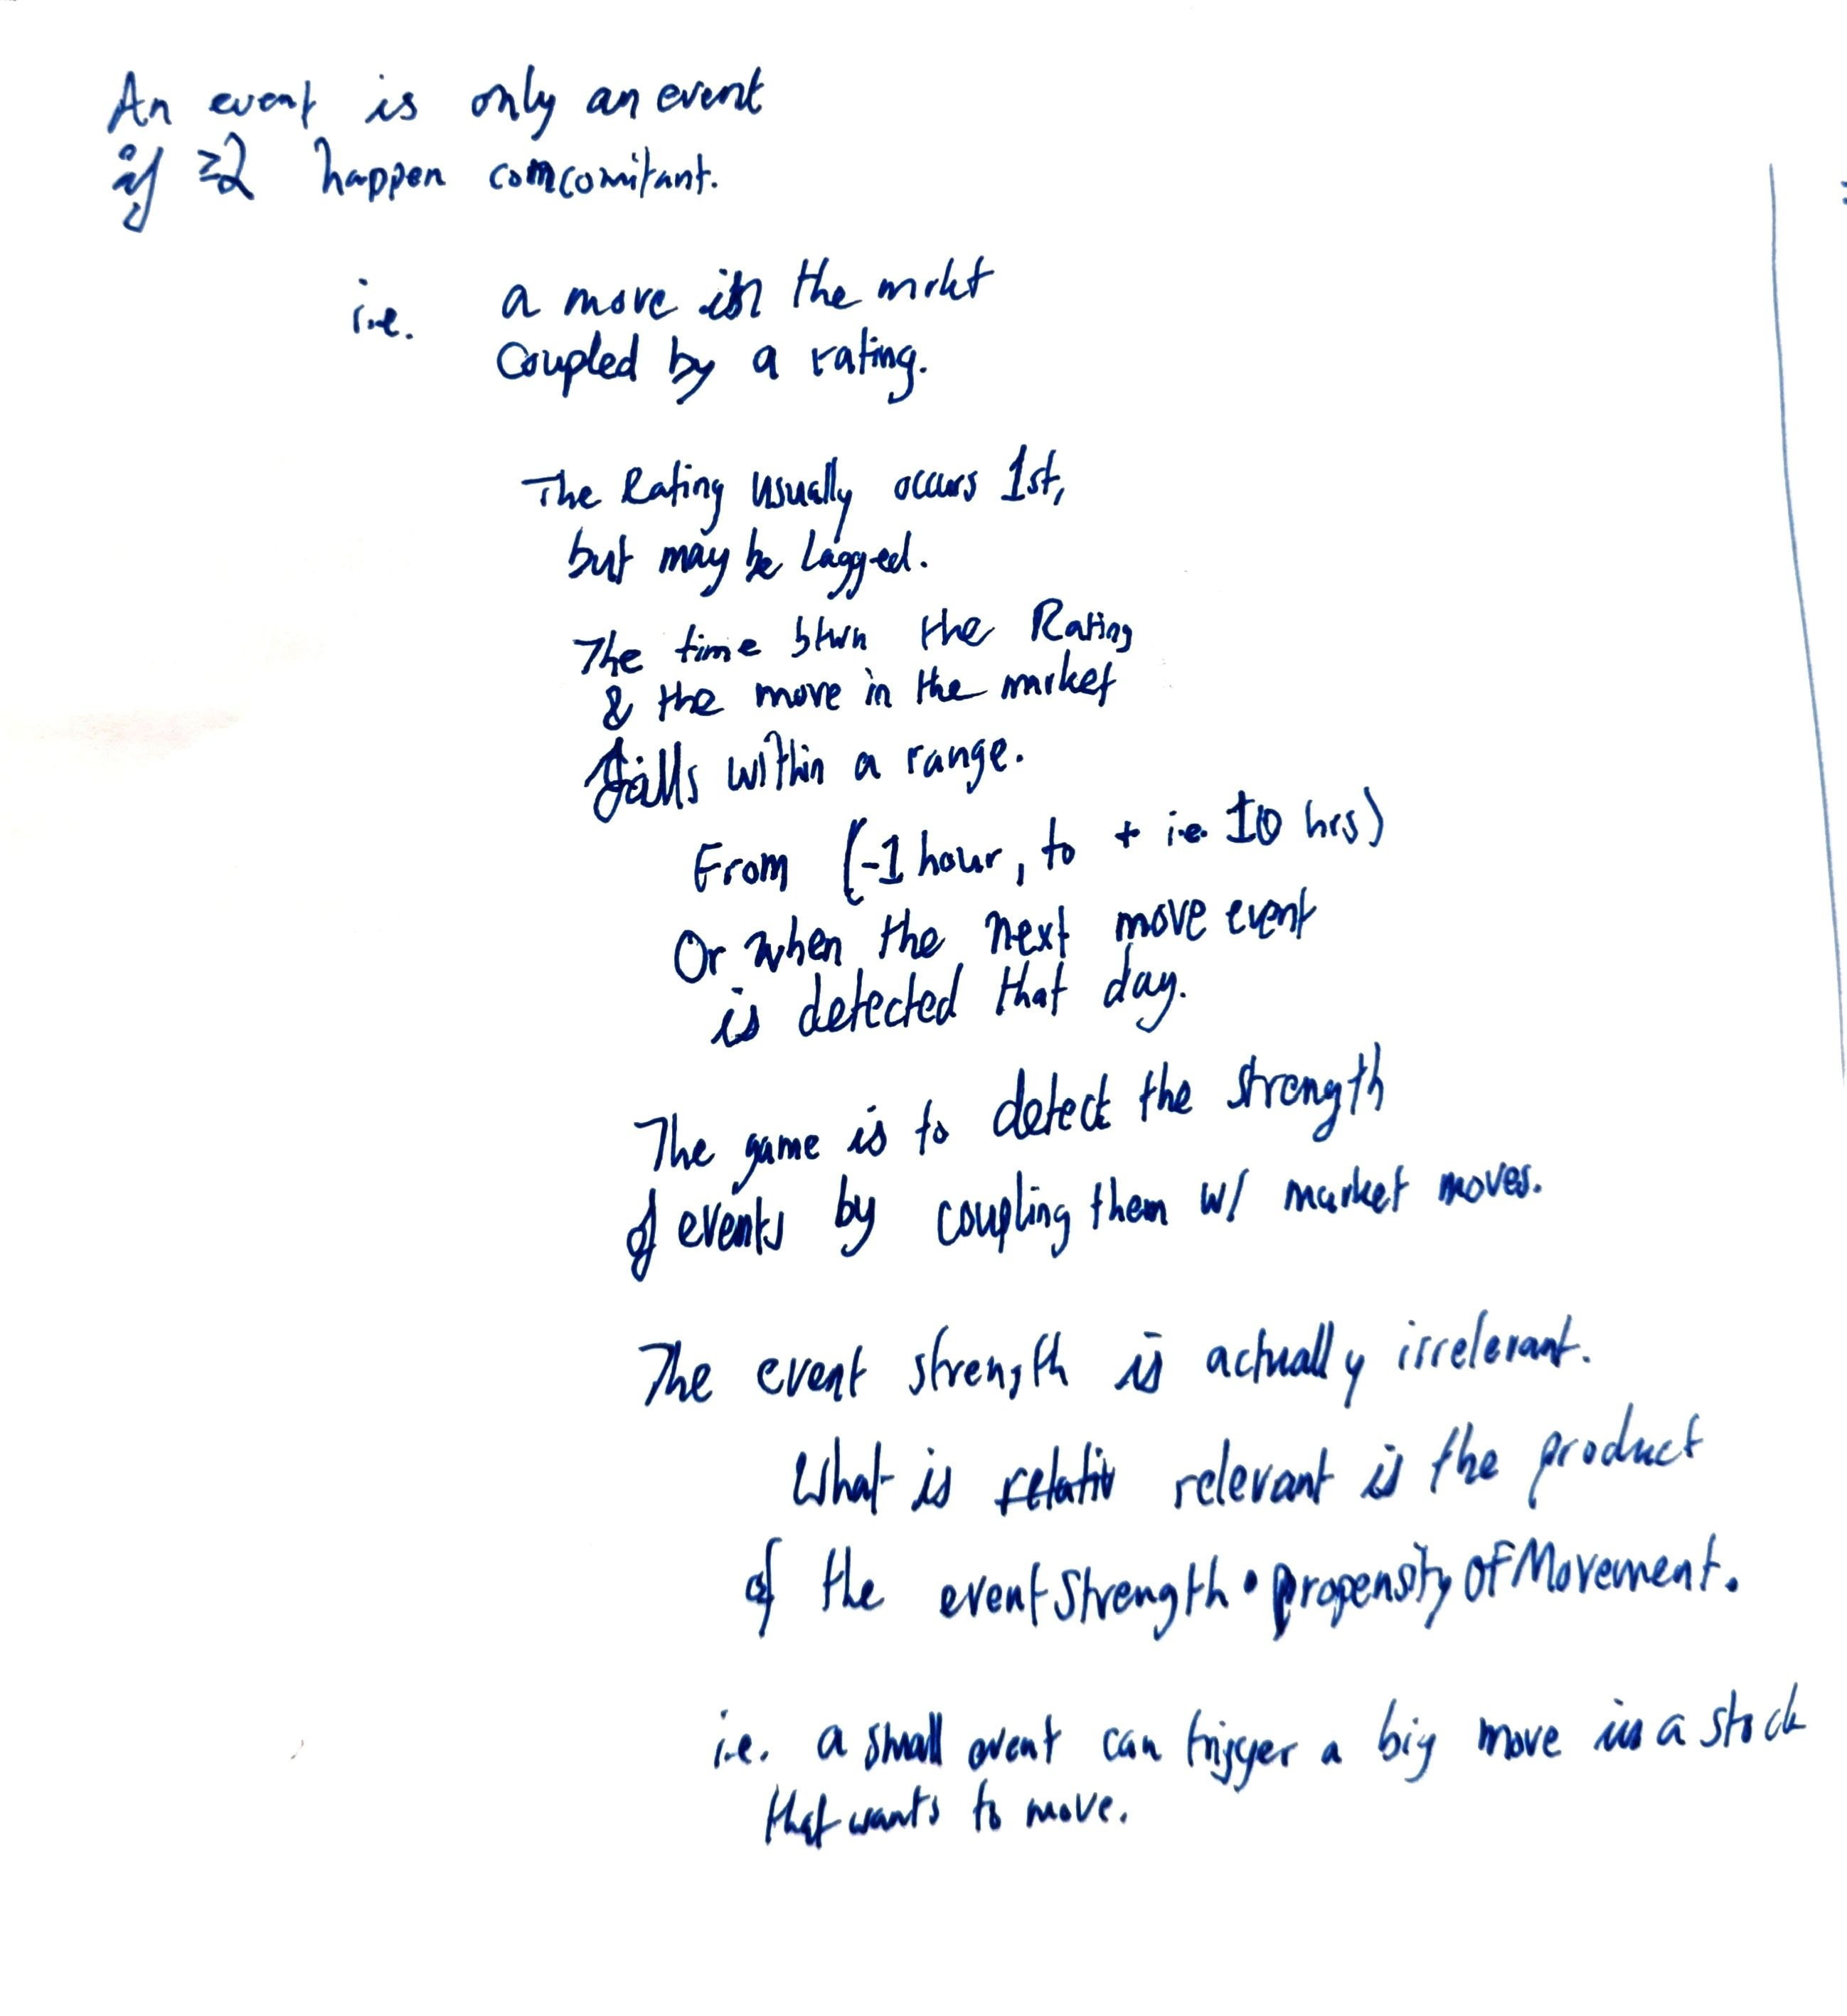 An event is only an event
if ≥2 happen comcomitant.
i.e. a move in the mrkt
Coupled by a rating.
The Rating usually occurs 1st,
but may be Lagged.
The time btwn the Rating
& the move in the market
falls within a range.
From (-1 hour, to + i.e. 10 hrs)
Or when the next move event
is detected that day.
The game is to detect the strength
of events by coupling them w/ market moves.
The event strength is actually irrelevant.
What is relativ relevant is the product
of the event Strength • propensity of Movement.
i.e. a small event can trigger a big move in a stock
that wants to move.